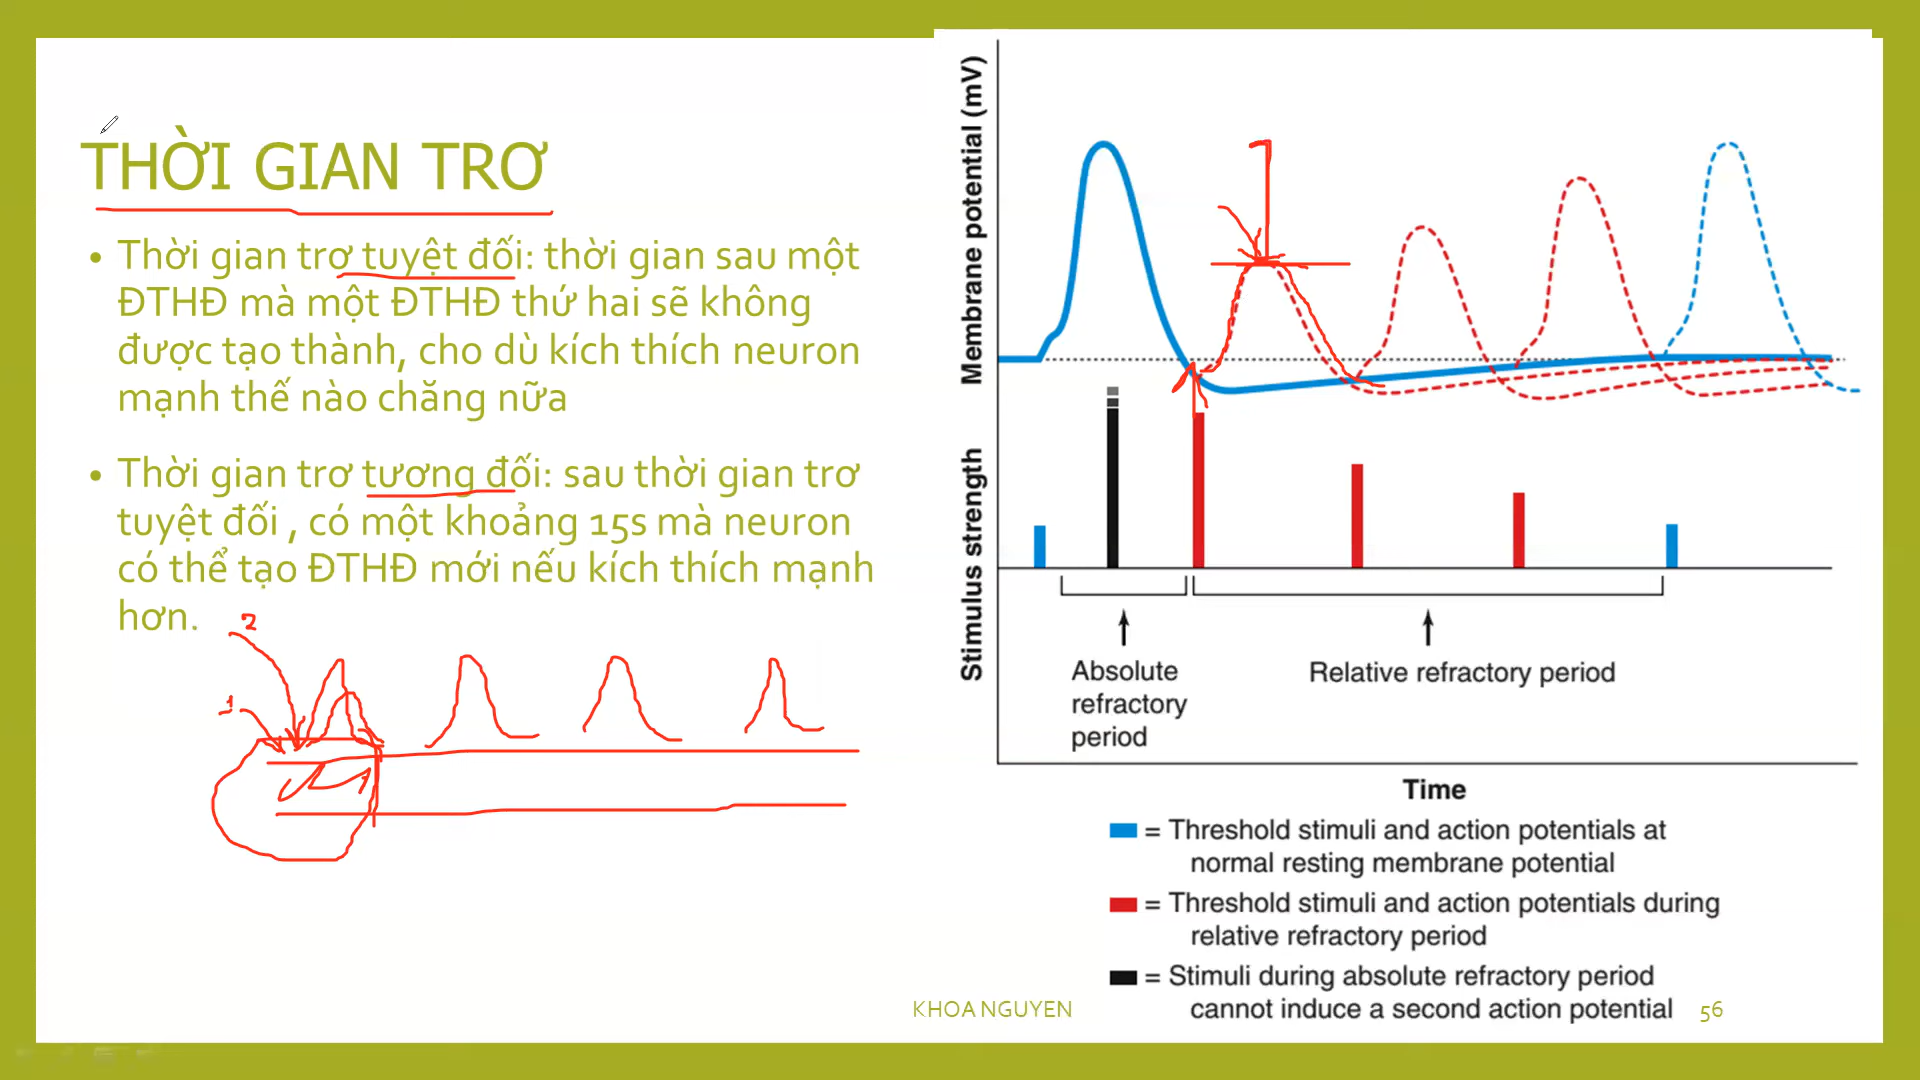 THỜI GIAN TRƠ
• Thời gian trơ tuyệt đối: thời gian sau một
ĐTHĐ mà một ĐTHĐ thứ hai sẽ không
được tạo thành, cho dù kích thích neuron
mạnh thế nào chăng nữa
• Thời gian trơ tương đối: sau thời gian trơ
tuyệt đối , có một khoảng 15s mà neuron
có thể tạo ĐTHĐ mới nếu kích thích mạnh
hơn.
2
1
Membrane potential (mV)
Stimulus strength
Absolute
refractory
period
Relative refractory period
Time
= Threshold stimuli and action potentials at
normal resting membrane potential
= Threshold stimuli and action potentials during
relative refractory period
= Stimuli during absolute refractory period
cannot induce a second action potential
KHOA NGUYEN
56